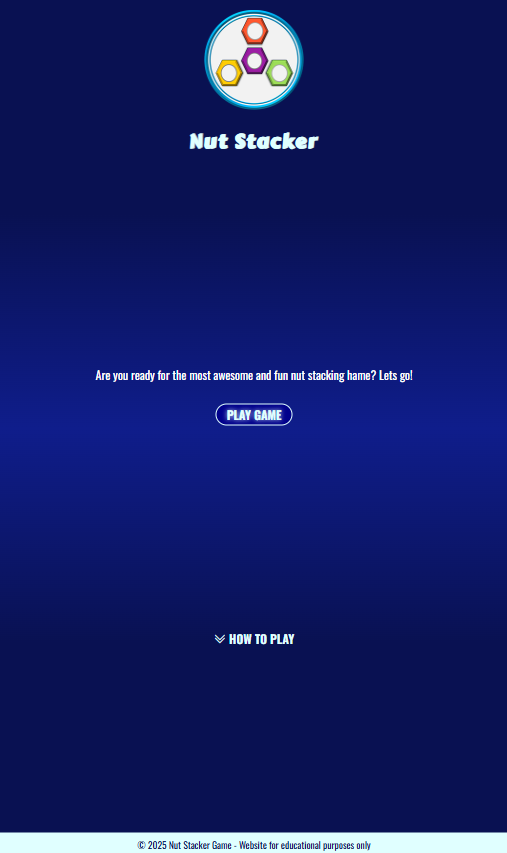 Nut Stacker
Are you ready for the most awesome and fun nut stacking hame? Lets go!
PLAY GAME
HOW TO PLAY
© 2025 Nut Stacker Game - Website for educational purposes only